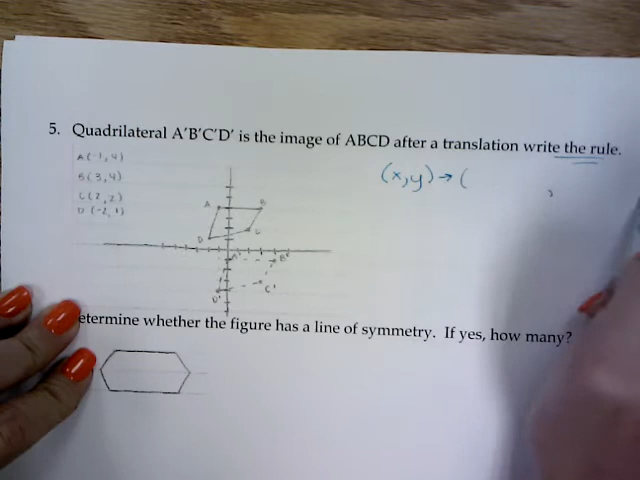 5. Quadrilateral A'B'C'D' is the image of ABCD after a translation write the rule.
A(-1,4)
B(3,4)
C(2,2)
D(-2,1)
(x,y)→( ,
A B
C
D
A' B'
C'
D'
etermine whether the figure has a line of symmetry. If yes, how many?